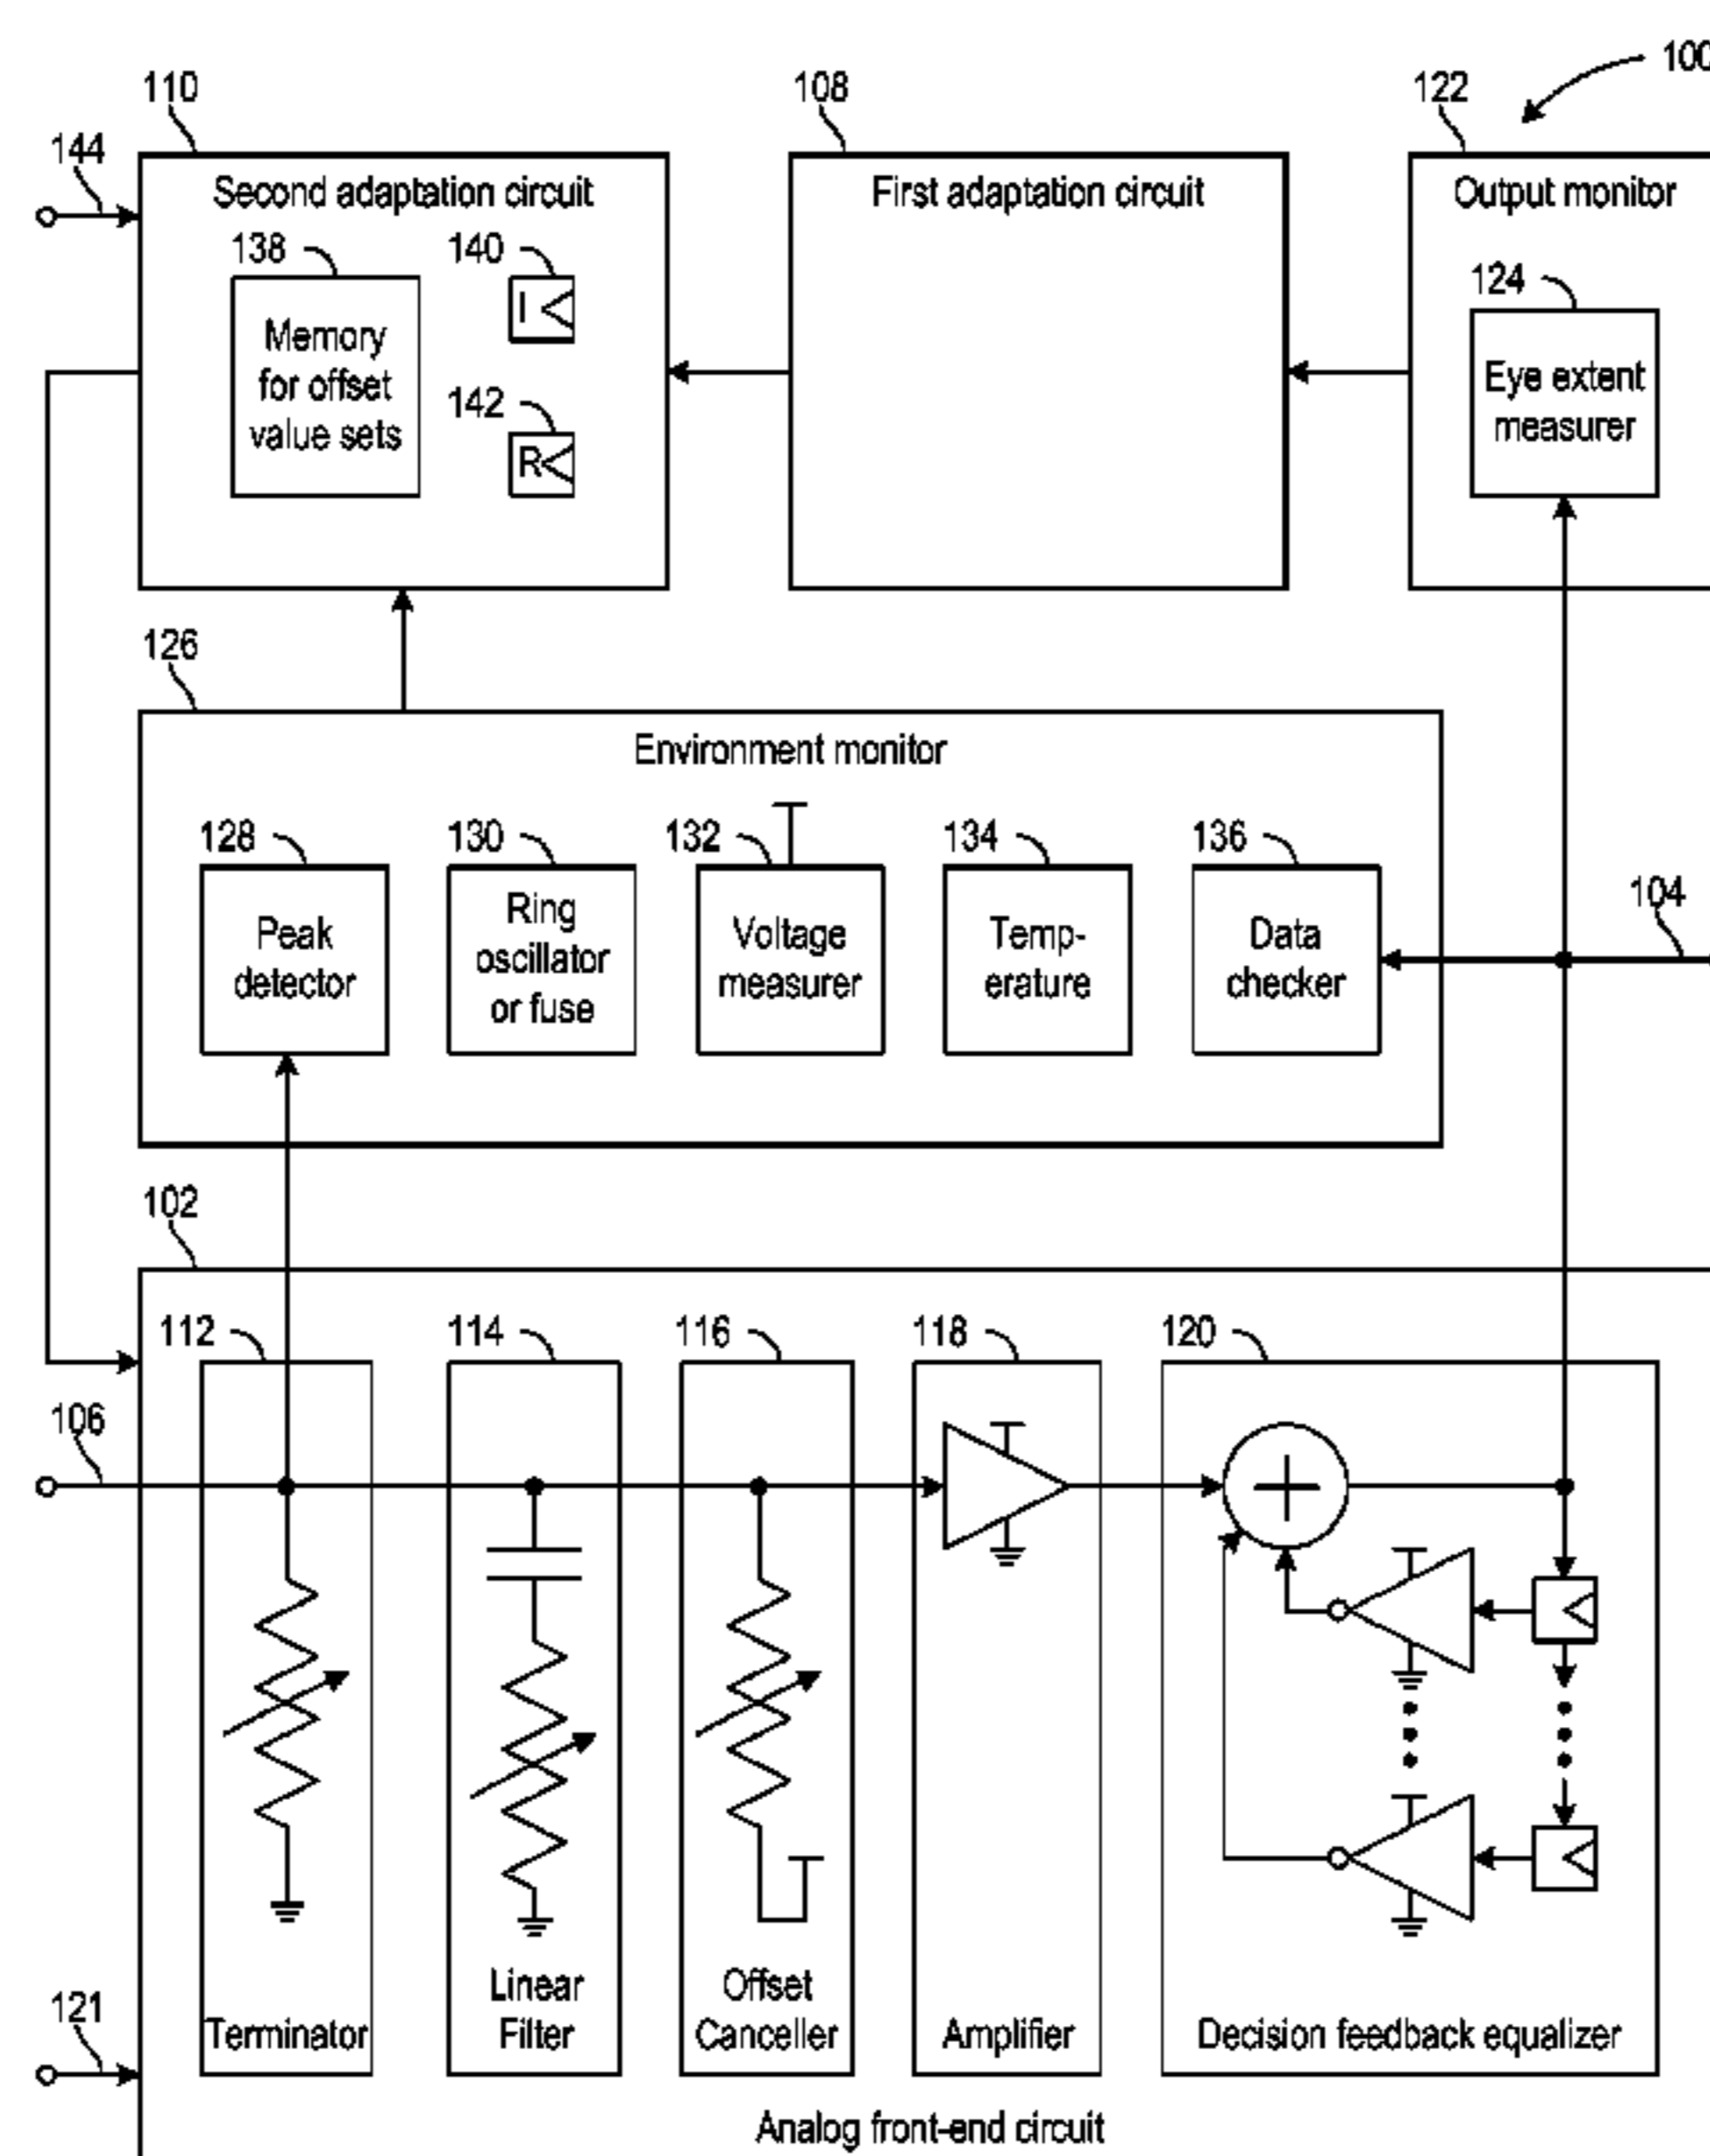 100
110
108
122
144
Second adaptation circuit
First adaptation circuit
Output monitor
138
140
124
I
Memory
for offset
value sets
Eye extent
measurer
142
R
126
Environment monitor
128
130
132
134
136
104
Peak
detector
Ring
oscillator
or fuse
Voltage
measurer
Temp-
erature
Data
checker
102
112
114
116
118
120
106
121
Terminator
Linear
Filter
Offset
Canceller
Amplifier
Decision feedback equalizer
Analog front-end circuit